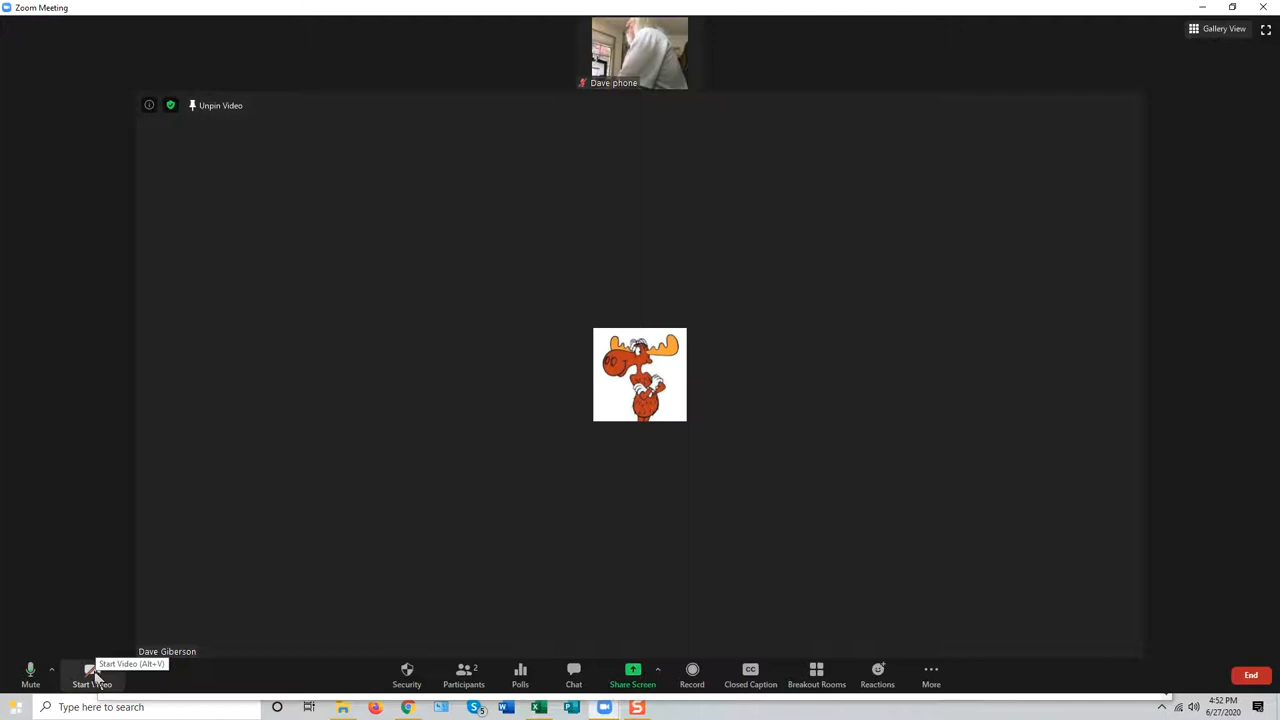 Zoom Meeting
Gallery View
Dave phone
Unpin Video
Dave Giberson
Start Video (Alt+V)
Mute
Start Video
Security
Participants
2
Polls
Chat
Share Screen
Record
CC
Closed Caption
Breakout Rooms
Reactions
More
End
Type here to search
5
4:52 PM
6/27/2020